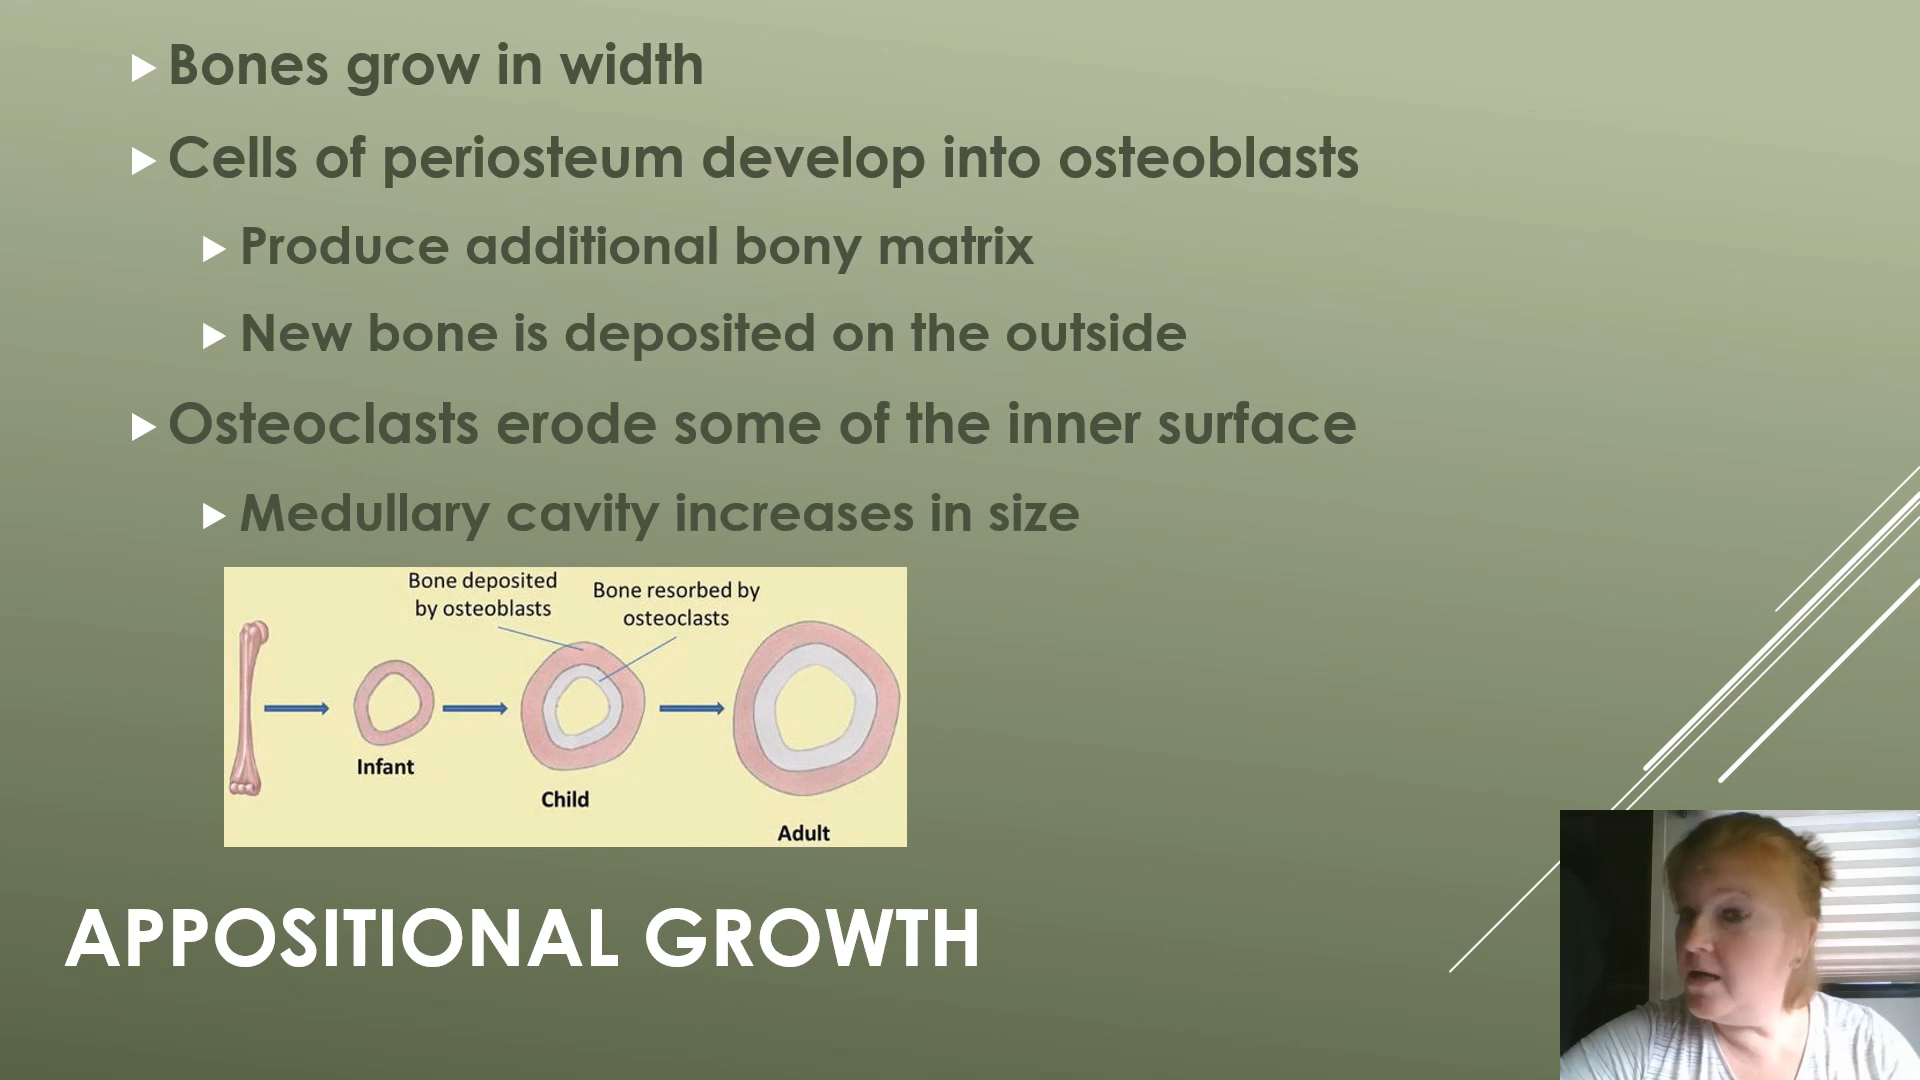 Bones grow in width
Cells of periosteum develop into osteoblasts
Produce additional bony matrix
New bone is deposited on the outside
Osteoclasts erode some of the inner surface
Medullary cavity increases in size
Bone deposited
by osteoblasts
Bone resorbed by
osteoclasts
Infant
Child
Adult
APPOSITIONAL GROWTH